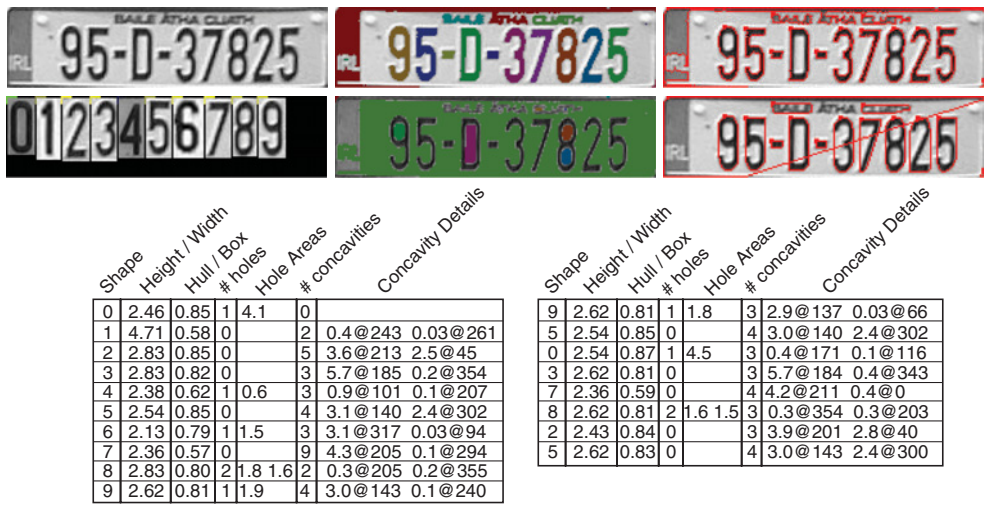 BAILE ÁTHA CLIATH
IRL 95-D-37825
BAILE ÁTHA CLIATH
IRL 95-D-37825
BAILE ÁTHA CLIATH
IRL 95-D-37825
0123456789
BAILE ÁTHA CLIATH
IRL 95-D-37825
BAILE ÁTHA CLIATH
IRL 95-D-37825
Shape Height / Width Hull / Box # holes Hole Areas # concavities Concavity Details
0 2.46 0.85 1 4.1 0
1 4.71 0.58 0 2 0.4@243 0.03@261
2 2.83 0.85 0 5 3.6@213 2.5@45
3 2.83 0.82 0 3 5.7@185 0.2@354
4 2.38 0.62 1 0.6 3 0.9@101 0.1@207
5 2.54 0.85 0 4 3.1@140 2.4@302
6 2.13 0.79 1 1.5 3 3.1@317 0.03@94
7 2.36 0.57 0 9 4.3@205 0.1@294
8 2.83 0.80 2 1.8 1.6 2 0.3@205 0.2@355
9 2.62 0.81 1 1.9 4 3.0@143 0.1@240
Shape Height / Width Hull / Box # holes Hole Areas # concavities Concavity Details
9 2.62 0.81 1 1.8 3 2.9@137 0.03@66
5 2.54 0.85 0 4 3.0@140 2.4@302
0 2.54 0.87 1 4.5 3 0.4@171 0.1@116
3 2.62 0.81 0 3 5.7@184 0.4@343
7 2.36 0.59 0 4 4.2@211 0.4@0
8 2.62 0.81 2 1.6 1.5 3 0.3@354 0.3@203
2 2.43 0.84 0 3 3.9@201 2.8@40
5 2.62 0.83 0 4 3.0@143 2.4@300